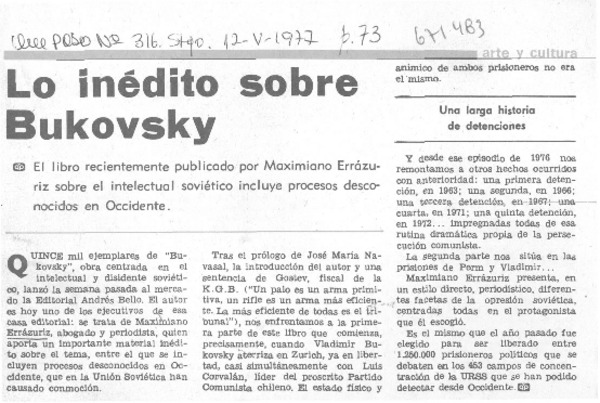 Qué Pasa Nº 316. Stgo. 12-V-1977 p. 73 671483
arte y cultura
Lo inédito sobre
Bukovsky
El libro recientemente publicado por Maximiano Errázu-
riz sobre el intelectual soviético incluye procesos desco-
nocidos en Occidente.
QUINCE mil ejemplares de "Bu-
kovsky", obra centrada en el
intelectual y disidente soviéti-
co, lanzó la semana pasada al merca-
do la Editorial Andrés Bello. El autor
es hoy uno de los ejecutivos de esa
casa editorial: se trata de Maximiano
Errázuriz, abogado y periodista, quien
aporta un importante material inédi-
to sobre el tema, entre el que se in-
cluyen procesos desconocidos en Oc-
cidente, que en la Unión Soviética han
causado conmoción.
Tras el prólogo de José María Na-
vasal, la introducción del autor y una
sentencia de Gosiev, fiscal de la
K.G.B. ("Un palo es un arma primi-
tiva, un rifle es un arma más eficien-
te. La más eficiente de todas es el tri-
bunal"), nos enfrentamos a la prime-
ra parte de este libro que comienza,
precisamente, cuando Vladimir Bu-
kovsky aterriza en Zurich, ya en liber-
tad, casi simultáneamente con Luis
Corvalán, líder del proscrito Partido
Comunista chileno. El estado físico y
anímico de ambos prisioneros no era
el mismo.
Una larga historia
de detenciones
Y desde ese episodio de 1976 nos
remontamos a otros hechos ocurridos
con anterioridad: una primera deten-
ción, en 1963; una segunda, en 1966;
una tercera detención, en 1967; una
cuarta, en 1971; una quinta detención,
en 1972... impregnadas todas de esa
rutina dramática propia de la perse-
cución comunista.
La segunda parte nos sitúa en las
prisiones de Perm y Vladimir...
Maximiano Errázuriz presenta, en
un estilo directo, periodístico, diferen-
tes facetas de la opresión soviética,
centradas todas en el protagonista
que él escogió.
Es el mismo que el año pasado fue
elegido para ser liberado entre
1.250.000 prisioneros políticos que se
debaten en los 453 campos de concen-
tración de la URSS que se han podido
detectar desde Occidente.